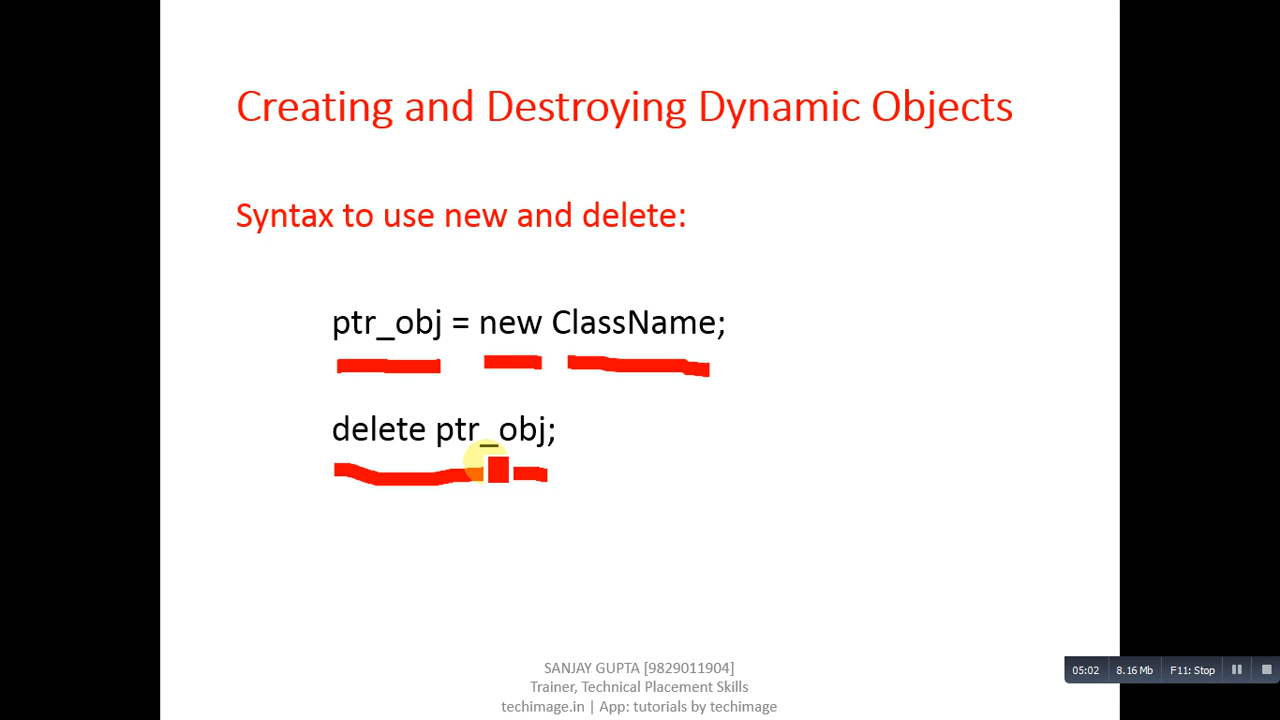 Creating and Destroying Dynamic Objects
Syntax to use new and delete:
ptr_obj = new ClassName;
delete ptr_obj;
SANJAY GUPTA [9829011904]
Trainer, Technical Placement Skills
techimage.in | App: tutorials by techimage
05:02 8.16 Mb F11: Stop